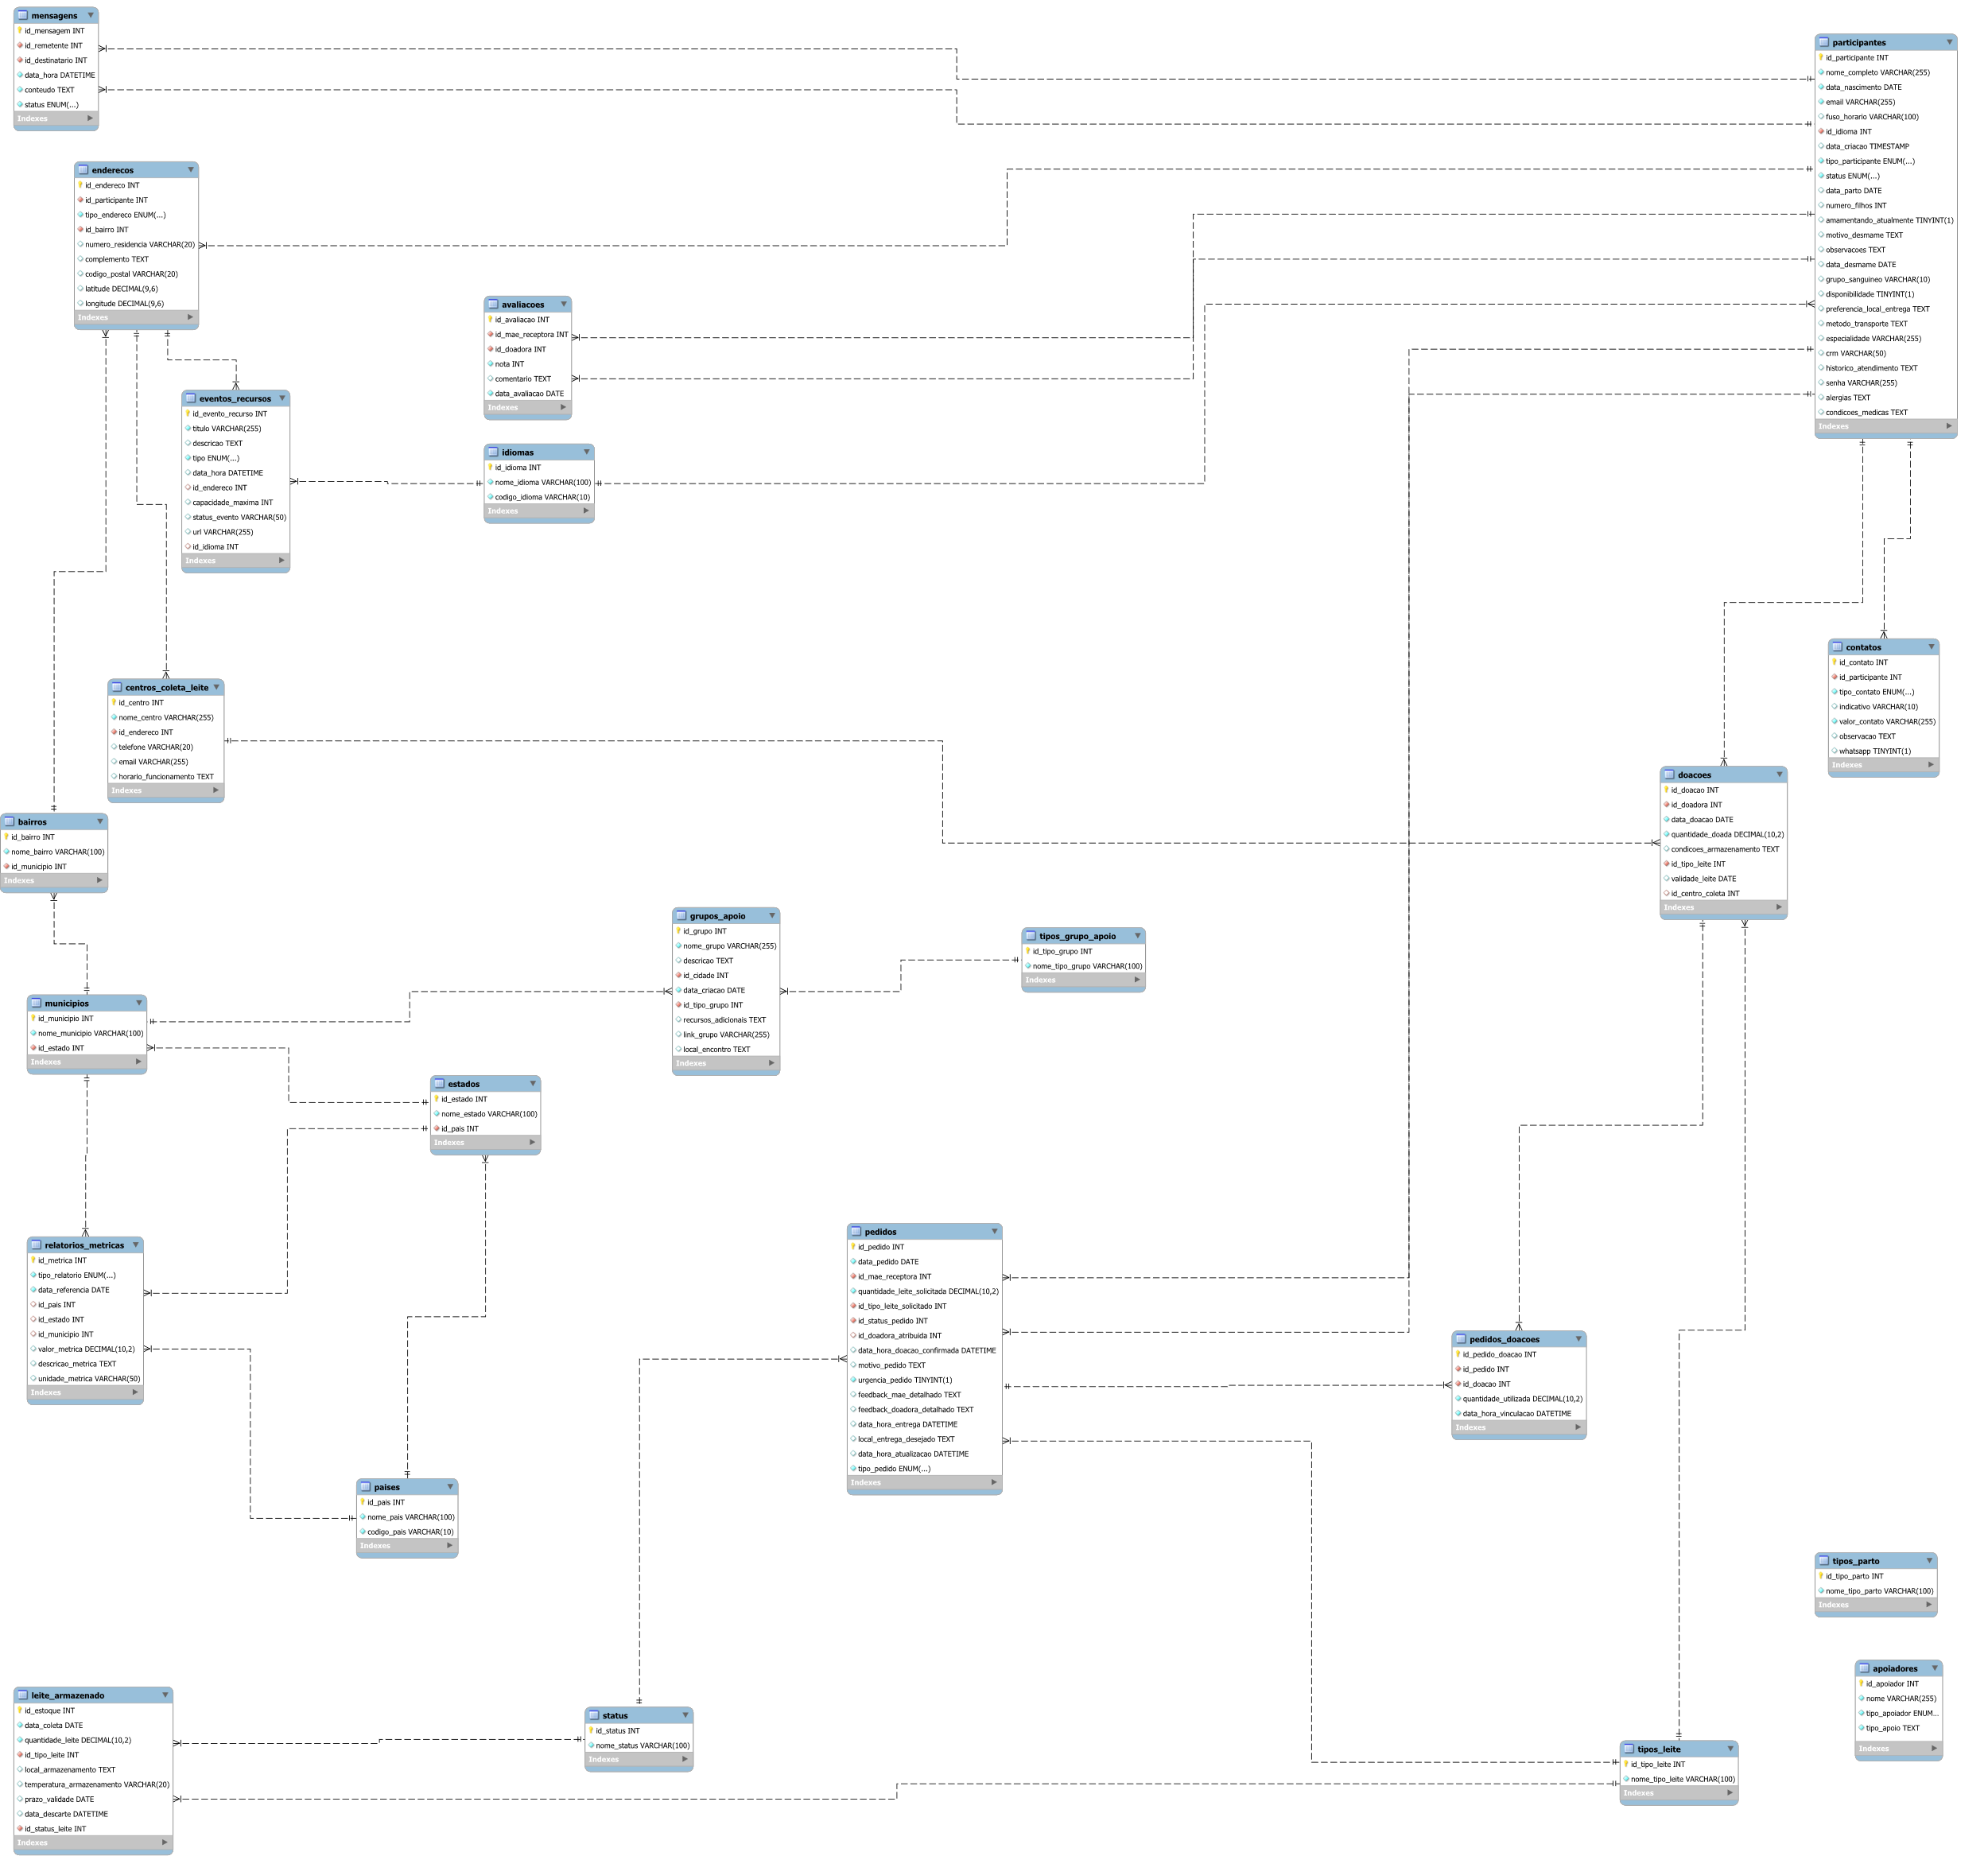 mensagens
id_mensagem INT
id_remetente INT
id_destinatario INT
data_hora DATETIME
conteudo TEXT
status ENUM(...)
Indexes
participantes
id_participante INT
nome_completo VARCHAR(255)
data_nascimento DATE
email VARCHAR(255)
fuso_horario VARCHAR(100)
id_idioma INT
data_criacao TIMESTAMP
tipo_participante ENUM(...)
status ENUM(...)
data_parto DATE
numero_filhos INT
amamentando_atualmente TINYINT(1)
motivo_desmame TEXT
observacoes TEXT
data_desmame DATE
grupo_sanguineo VARCHAR(10)
disponibilidade TINYINT(1)
preferencia_local_entrega TEXT
metodo_transporte TEXT
especialidade VARCHAR(255)
crm VARCHAR(50)
historico_atendimento TEXT
senha VARCHAR(255)
alergias TEXT
condicoes_medicas TEXT
Indexes
enderecos
id_endereco INT
id_participante INT
tipo_endereco ENUM(...)
id_bairro INT
numero_residencia VARCHAR(20)
complemento TEXT
codigo_postal VARCHAR(20)
latitude DECIMAL(9,6)
longitude DECIMAL(9,6)
Indexes
avaliacoes
id_avaliacao INT
id_mae_receptora INT
id_doadora INT
nota INT
comentario TEXT
data_avaliacao DATE
Indexes
eventos_recursos
id_evento_recurso INT
titulo VARCHAR(255)
descricao TEXT
tipo ENUM(...)
data_hora DATETIME
id_endereco INT
capacidade_maxima INT
status_evento VARCHAR(50)
url VARCHAR(255)
id_idioma INT
Indexes
idiomas
id_idioma INT
nome_idioma VARCHAR(100)
codigo_idioma VARCHAR(10)
Indexes
contatos
id_contato INT
id_participante INT
tipo_contato ENUM(...)
indicativo VARCHAR(10)
valor_contato VARCHAR(255)
observacao TEXT
whatsapp TINYINT(1)
Indexes
centros_coleta_leite
id_centro INT
nome_centro VARCHAR(255)
id_endereco INT
telefone VARCHAR(20)
email VARCHAR(255)
horario_funcionamento TEXT
Indexes
doacoes
id_doacao INT
id_doadora INT
data_doacao DATE
quantidade_doada DECIMAL(10,2)
condicoes_armazenamento TEXT
id_tipo_leite INT
validade_leite DATE
id_centro_coleta INT
Indexes
bairros
id_bairro INT
nome_bairro VARCHAR(100)
id_municipio INT
Indexes
grupos_apoio
id_grupo INT
nome_grupo VARCHAR(255)
descricao TEXT
id_cidade INT
data_criacao DATE
id_tipo_grupo INT
recursos_adicionais TEXT
link_grupo VARCHAR(255)
local_encontro TEXT
Indexes
tipos_grupo_apoio
id_tipo_grupo INT
nome_tipo_grupo VARCHAR(100)
Indexes
municipios
id_municipio INT
nome_municipio VARCHAR(100)
id_estado INT
Indexes
estados
id_estado INT
nome_estado VARCHAR(100)
id_pais INT
Indexes
relatorios_metricas
id_metrica INT
tipo_relatorio ENUM(...)
data_referencia DATE
id_pais INT
id_estado INT
id_municipio INT
valor_metrica DECIMAL(10,2)
descricao_metrica TEXT
unidade_metrica VARCHAR(50)
Indexes
pedidos
id_pedido INT
data_pedido DATE
id_mae_receptora INT
quantidade_leite_solicitada DECIMAL(10,2)
id_tipo_leite_solicitado INT
id_status_pedido INT
id_doadora_atribuida INT
data_hora_doacao_confirmada DATETIME
motivo_pedido TEXT
urgencia_pedido TINYINT(1)
feedback_mae_detalhado TEXT
feedback_doadora_detalhado TEXT
data_hora_entrega DATETIME
local_entrega_desejado TEXT
data_hora_atualizacao DATETIME
tipo_pedido ENUM(...)
Indexes
pedidos_doacoes
id_pedido_doacao INT
id_pedido INT
id_doacao INT
quantidade_utilizada DECIMAL(10,2)
data_hora_vinculacao DATETIME
Indexes
paises
id_pais INT
nome_pais VARCHAR(100)
codigo_pais VARCHAR(10)
Indexes
tipos_parto
id_tipo_parto INT
nome_tipo_parto VARCHAR(100)
Indexes
apoiadores
id_apoiador INT
nome VARCHAR(255)
tipo_apoiador ENUM...
tipo_apoio TEXT
Indexes
leite_armazenado
id_estoque INT
data_coleta DATE
quantidade_leite DECIMAL(10,2)
id_tipo_leite INT
local_armazenamento TEXT
temperatura_armazenamento VARCHAR(20)
prazo_validade DATE
data_descarte DATETIME
id_status_leite INT
Indexes
status
id_status INT
nome_status VARCHAR(100)
Indexes
tipos_leite
id_tipo_leite INT
nome_tipo_leite VARCHAR(100)
Indexes